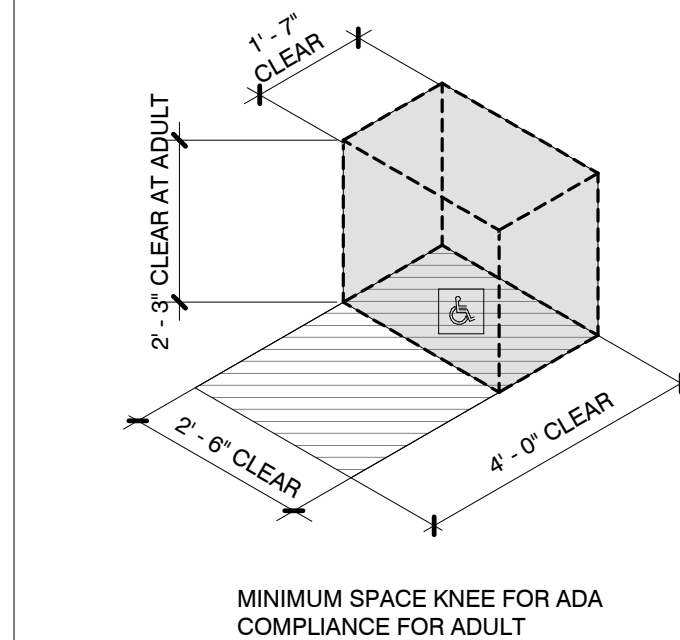 1' - 7"
CLEAR
2' - 3" CLEAR AT ADULT
2' - 6" CLEAR
4' - 0" CLEAR
MINIMUM SPACE KNEE FOR ADA
COMPLIANCE FOR ADULT